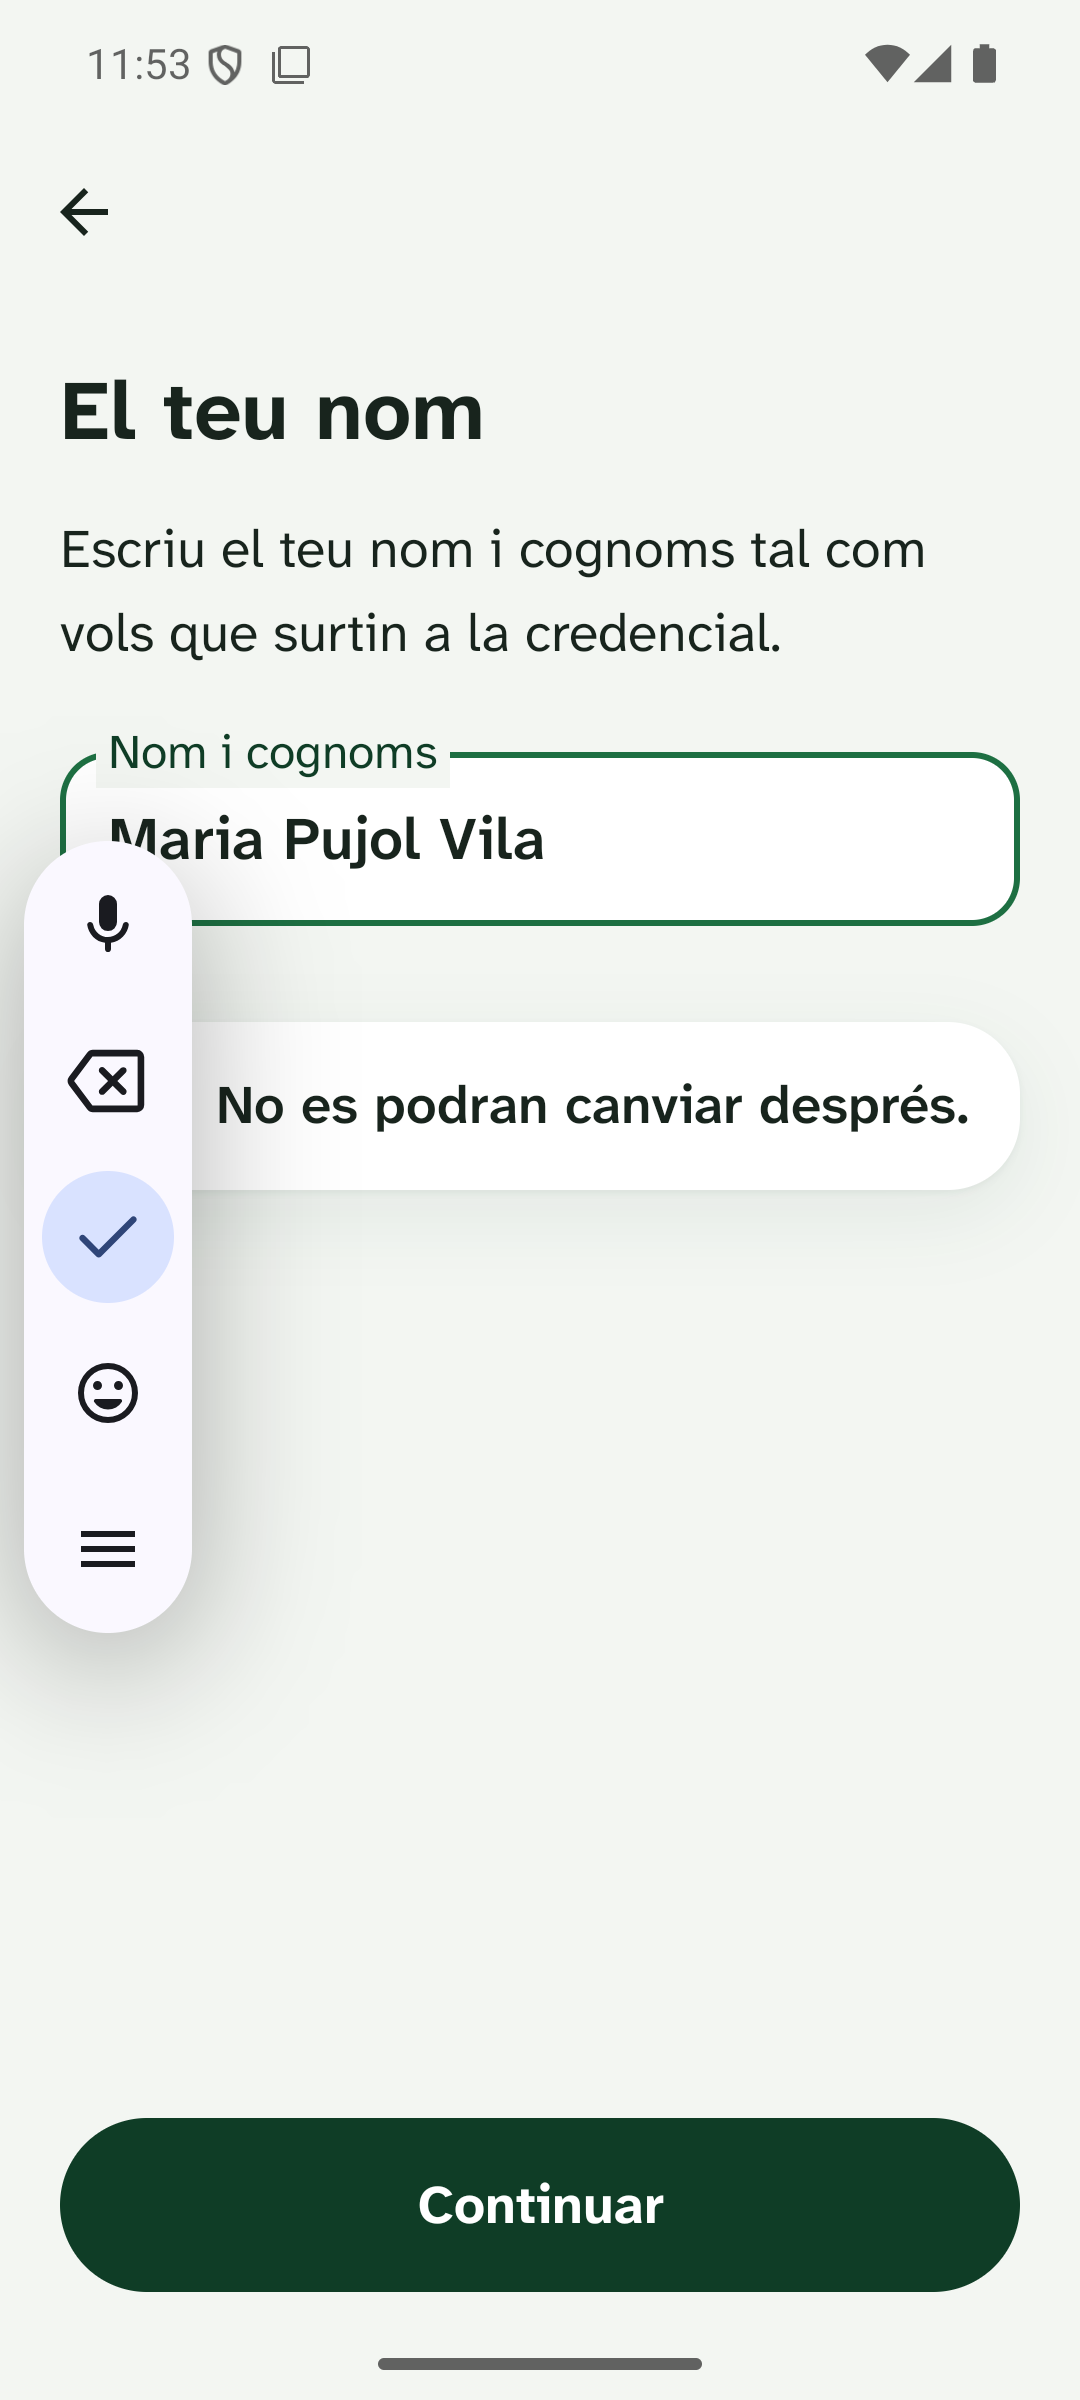 11:53
El teu nom
Escriu el teu nom i cognoms tal com
vols que surtin a la credencial.
Nom i cognoms
Maria Pujol Vila
No es podran canviar després.
Continuar